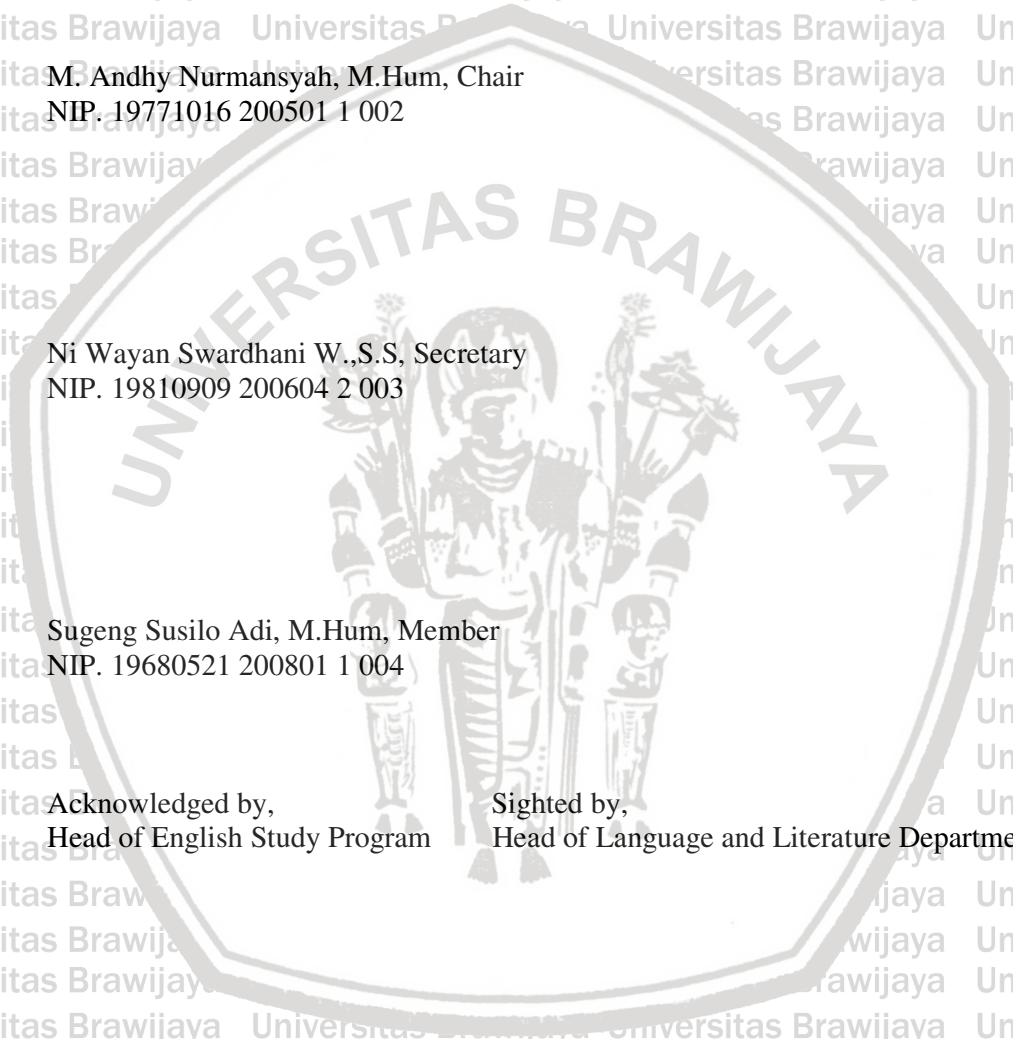 M. Andhy Nurmansyah, M.Hum, Chair
NIP. 19771016 200501 1 002
UNIVERSITAS BRAWIJAYA
Ni Wayan Swardhani W.,S.S, Secretary
NIP. 19810909 200604 2 003
Sugeng Susilo Adi, M.Hum, Member
NIP. 19680521 200801 1 004
Acknowledged by, Sighted by,
Head of English Study Program Head of Language and Literature Departme